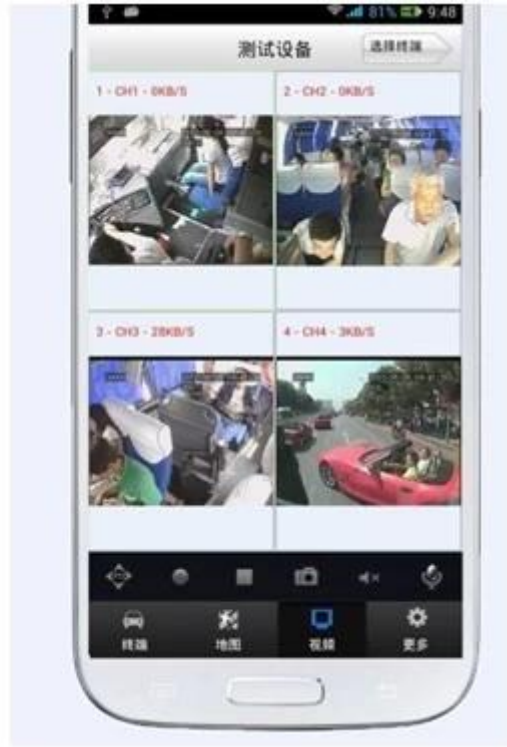 81% 9:48
测试设备 选择终端
1 - CH1 - 0KB/S 2 - CH2 - 0KB/S
3 - CH3 - 28KB/S 4 - CH4 - 3KB/S
终端 地图 视频 更多